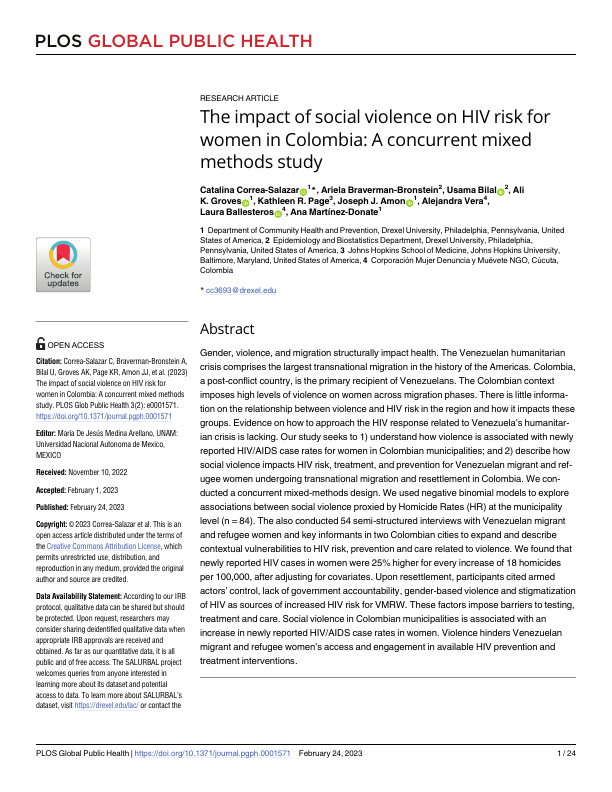 PLOS GLOBAL PUBLIC HEALTH
RESEARCH ARTICLE
The impact of social violence on HIV risk for
women in Colombia: A concurrent mixed
methods study
Catalina Correa-Salazar 1*, Ariela Braverman-Bronstein2, Usama Bilal 2, Ali
K. Groves 1, Kathleen R. Page3, Joseph J. Amon 1, Alejandra Vera4,
Laura Ballesteros 4, Ana Martínez-Donate1
1 Department of Community Health and Prevention, Drexel University, Philadelphia, Pennsylvania, United
States of America, 2 Epidemiology and Biostatistics Department, Drexel University, Philadelphia,
Pennsylvania, United States of America, 3 Johns Hopkins School of Medicine, Johns Hopkins University,
Baltimore, Maryland, United States of America, 4 Corporación Mujer Denuncia y Muévete NGO, Cúcuta,
Colombia
* cc3693@drexel.edu
Check for
updates
OPEN ACCESS
Citation: Correa-Salazar C, Braverman-Bronstein A,
Bilal U, Groves AK, Page KR, Amon JJ, et al. (2023)
The impact of social violence on HIV risk for
women in Colombia: A concurrent mixed methods
study. PLOS Glob Public Health 3(2): e0001571.
https://doi.org/10.1371/journal.pgph.0001571
Editor: María De Jesús Medina Arellano, UNAM:
Universidad Nacional Autonoma de Mexico,
MEXICO
Received: November 10, 2022
Accepted: February 1, 2023
Published: February 24, 2023
Copyright: © 2023 Correa-Salazar et al. This is an
open access article distributed under the terms of
the Creative Commons Attribution License, which
permits unrestricted use, distribution, and
reproduction in any medium, provided the original
author and source are credited.
Data Availability Statement: According to our IRB
protocol, qualitative data can be shared but should
be protected. Upon request, researchers may
consider sharing deidentified qualitative data when
appropriate IRB approvals are received and
obtained. As far as our quantitative data, it is all
public and of free access. The SALURBAL project
welcomes queries from anyone interested in
learning more about its dataset and potential
access to data. To learn more about SALURBAL's
dataset, visit https://drexel.edu/lac/ or contact the
Abstract
Gender, violence, and migration structurally impact health. The Venezuelan humanitarian
crisis comprises the largest transnational migration in the history of the Americas. Colombia,
a post-conflict country, is the primary recipient of Venezuelans. The Colombian context
imposes high levels of violence on women across migration phases. There is little informa-
tion on the relationship between violence and HIV risk in the region and how it impacts these
groups. Evidence on how to approach the HIV response related to Venezuela's humanitar-
ian crisis is lacking. Our study seeks to 1) understand how violence is associated with newly
reported HIV/AIDS case rates for women in Colombian municipalities; and 2) describe how
social violence impacts HIV risk, treatment, and prevention for Venezuelan migrant and ref-
ugee women undergoing transnational migration and resettlement in Colombia. We con-
ducted a concurrent mixed-methods design. We used negative binomial models to explore
associations between social violence proxied by Homicide Rates (HR) at the municipality
level (n = 84). The also conducted 54 semi-structured interviews with Venezuelan migrant
and refugee women and key informants in two Colombian cities to expand and describe
contextual vulnerabilities to HIV risk, prevention and care related to violence. We found that
newly reported HIV cases in women were 25% higher for every increase of 18 homicides
per 100,000, after adjusting for covariates. Upon resettlement, participants cited armed
actors' control, lack of government accountability, gender-based violence and stigmatization
of HIV as sources of increased HIV risk for VMRW. These factors impose barriers to testing,
treatment and care. Social violence in Colombian municipalities is associated with an
increase in newly reported HIV/AIDS case rates in women. Violence hinders Venezuelan
migrant and refugee women's access and engagement in available HIV prevention and
treatment interventions.
PLOS Global Public Health | https://doi.org/10.1371/journal.pgph.0001571 February 24, 2023
1 / 24